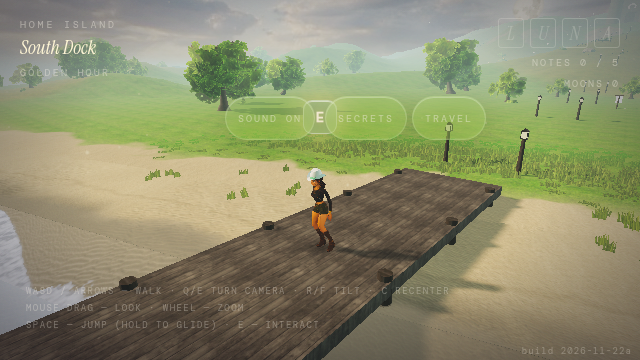 HOME ISLAND
South Dock
GOLDEN HOUR
L U N A
NOTES 0 / 5
MOONS 0
SOUND ON
E
SECRETS
TRAVEL
WASD / ARROWS - WALK · Q/E TURN CAMERA · R/F TILT · C RECENTER
MOUSE DRAG - LOOK · WHEEL - ZOOM
SPACE - JUMP (HOLD TO GLIDE) · E - INTERACT
build 2026-11-22a